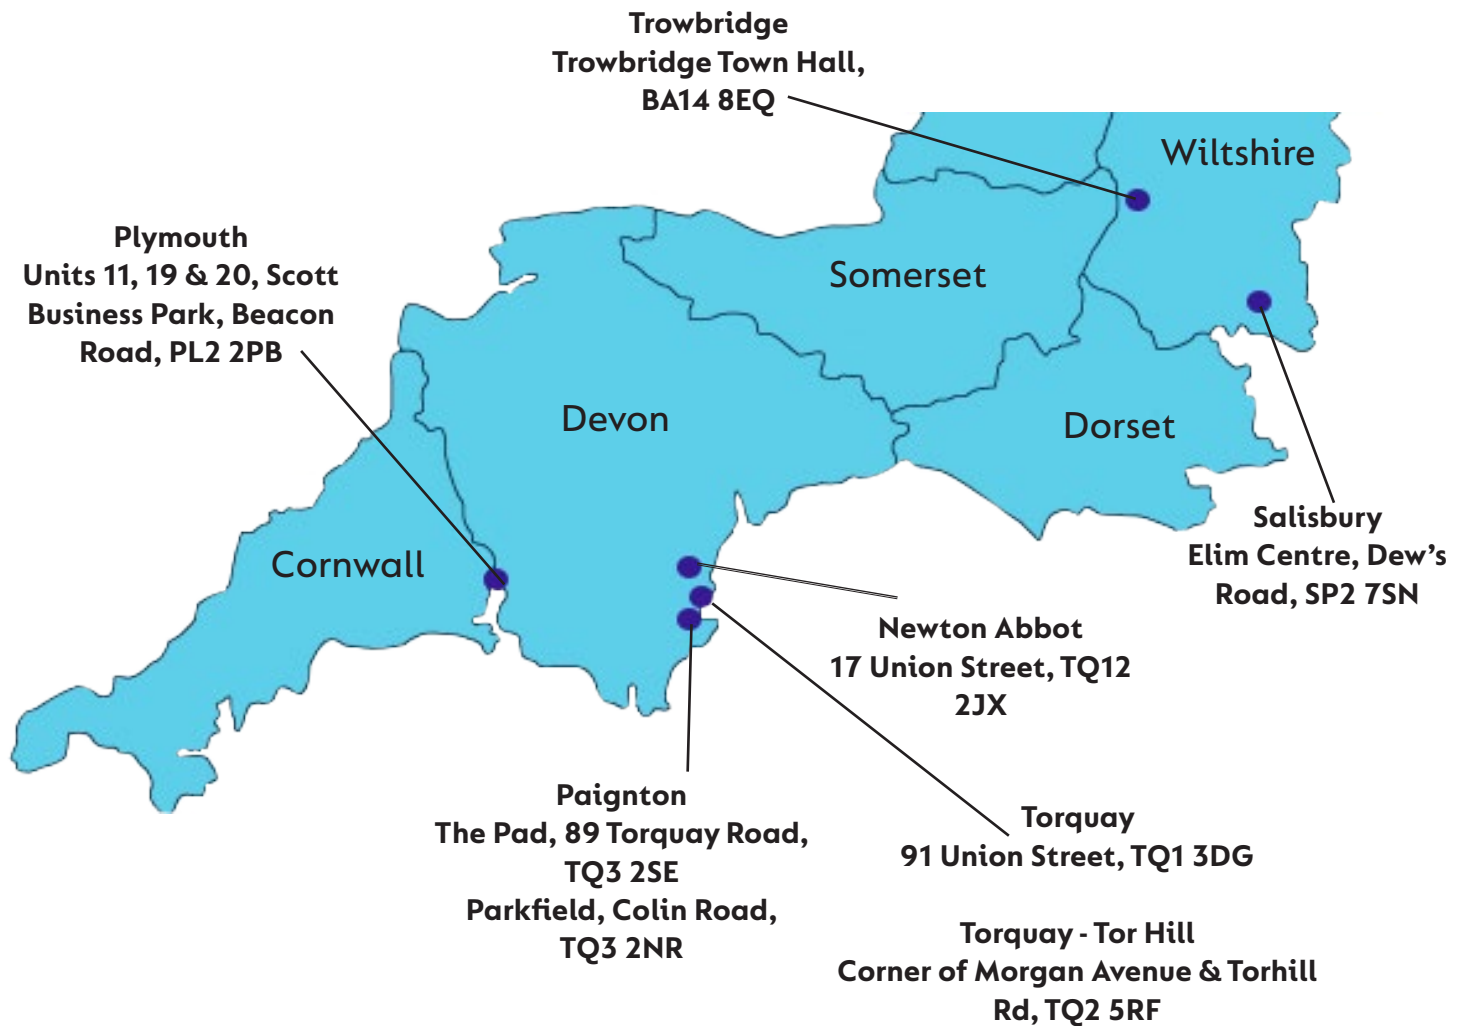 Trowbridge
Trowbridge Town Hall,
BA14 8EQ
Wiltshire
Plymouth
Units 11, 19 & 20, Scott
Business Park, Beacon
Road, PL2 2PB
Somerset
Devon
Dorset
Cornwall
Salisbury
Elim Centre, Dew’s
Road, SP2 7SN
Newton Abbot
17 Union Street, TQ12
2JX
Paignton
The Pad, 89 Torquay Road,
TQ3 2SE
Parkfield, Colin Road,
TQ3 2NR
Torquay
91 Union Street, TQ1 3DG
Torquay - Tor Hill
Corner of Morgan Avenue & Torhill
Rd, TQ2 5RF